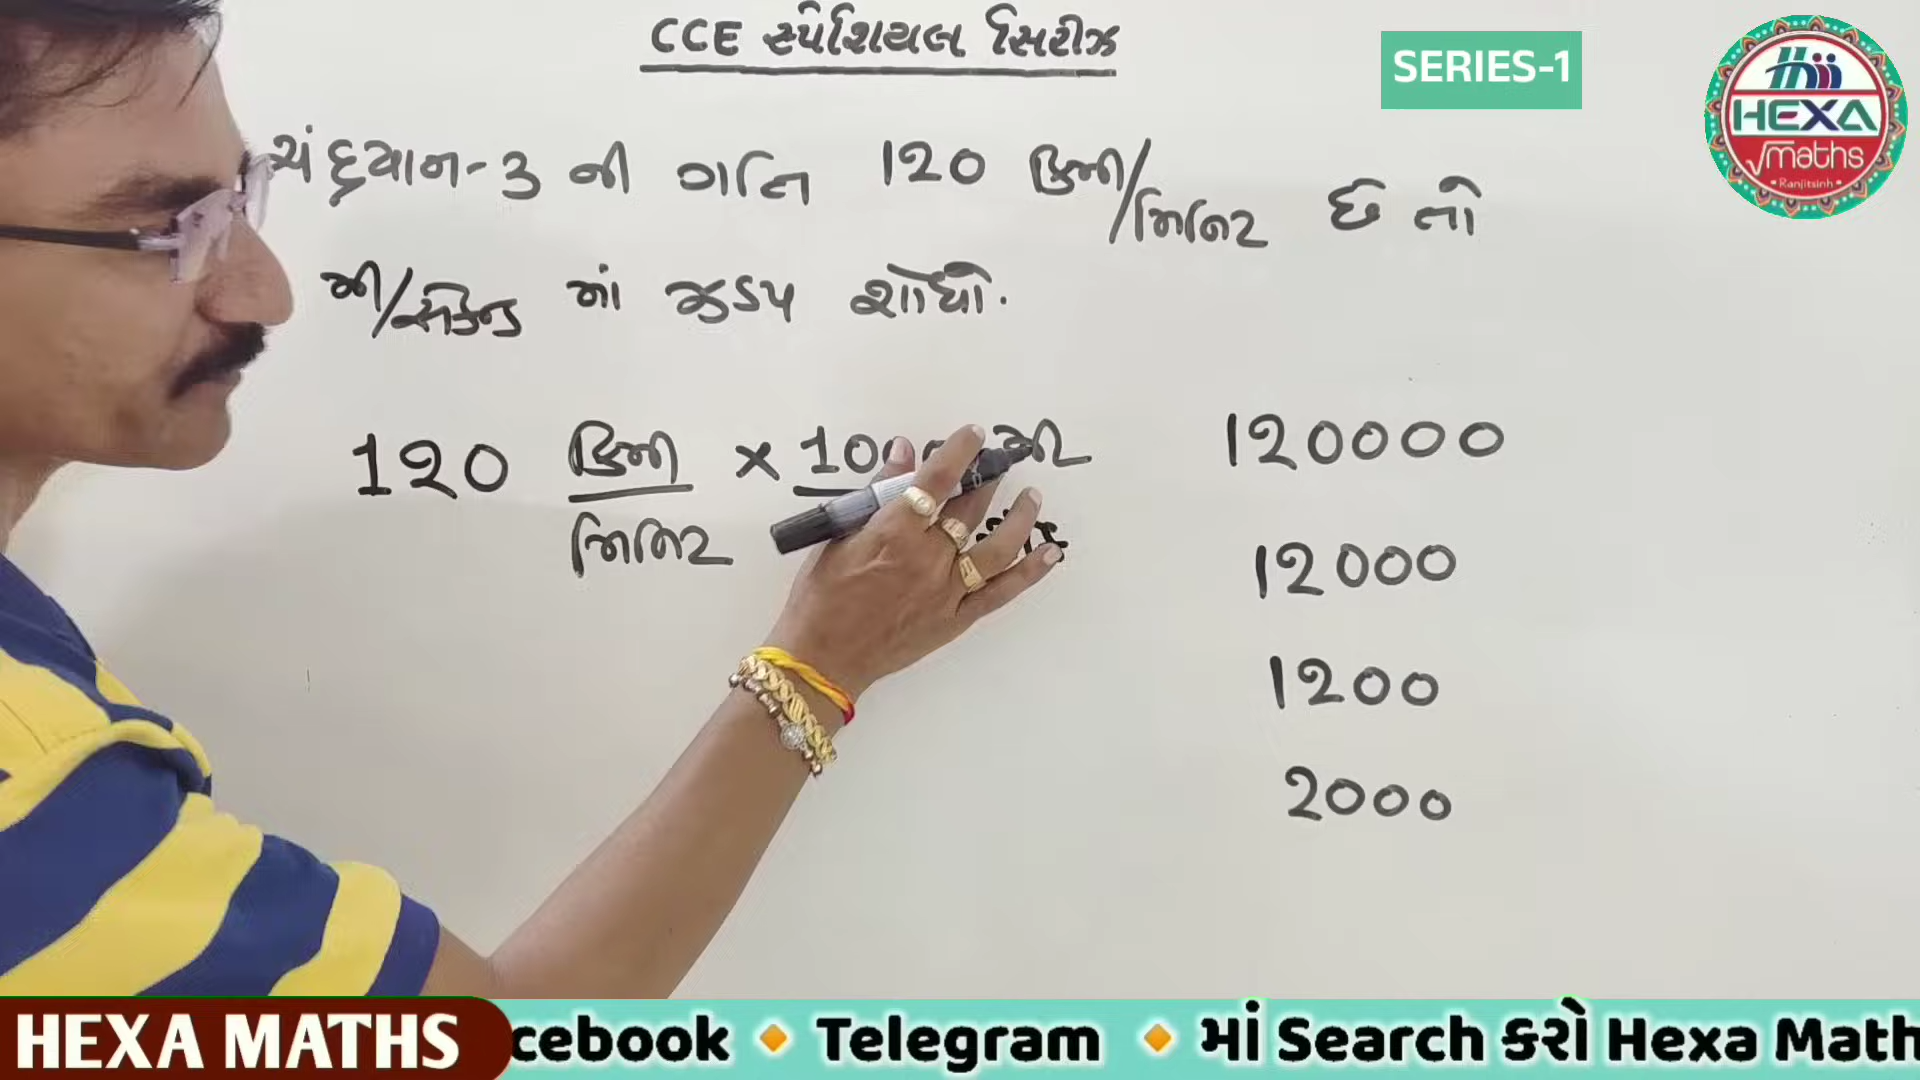 CCE સ્પેશિયલ સિરીઝ
SERIES-1
HEXA
√maths
Ranjitsinh
ચંદ્રયાન-3 ની ગતિ 120 કિમી/મિનિટ છે તો
મી/સેકન્ડ માં ઝડપ શોધો.
120 કિમી × 1000 મી
મિનિટ
120000
12000
1200
2000
HEXA MATHS
cebook 🔸 Telegram 🔸 માં Search કરો Hexa Math